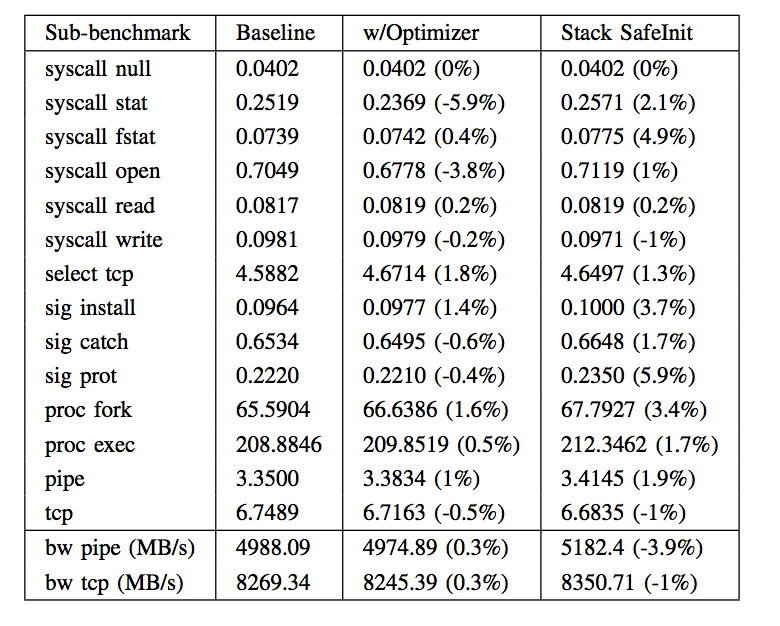 Sub-benchmark Baseline w/Optimizer Stack SafeInit
syscall null 0.0402 0.0402 (0%) 0.0402 (0%)
syscall stat 0.2519 0.2369 (-5.9%) 0.2571 (2.1%)
syscall fstat 0.0739 0.0742 (0.4%) 0.0775 (4.9%)
syscall open 0.7049 0.6778 (-3.8%) 0.7119 (1%)
syscall read 0.0817 0.0819 (0.2%) 0.0819 (0.2%)
syscall write 0.0981 0.0979 (-0.2%) 0.0971 (-1%)
select tcp 4.5882 4.6714 (1.8%) 4.6497 (1.3%)
sig install 0.0964 0.0977 (1.4%) 0.1000 (3.7%)
sig catch 0.6534 0.6495 (-0.6%) 0.6648 (1.7%)
sig prot 0.2220 0.2210 (-0.4%) 0.2350 (5.9%)
proc fork 65.5904 66.6386 (1.6%) 67.7927 (3.4%)
proc exec 208.8846 209.8519 (0.5%) 212.3462 (1.7%)
pipe 3.3500 3.3834 (1%) 3.4145 (1.9%)
tcp 6.7489 6.7163 (-0.5%) 6.6835 (-1%)
bw pipe (MB/s) 4988.09 4974.89 (0.3%) 5182.4 (-3.9%)
bw tcp (MB/s) 8269.34 8245.39 (0.3%) 8350.71 (-1%)